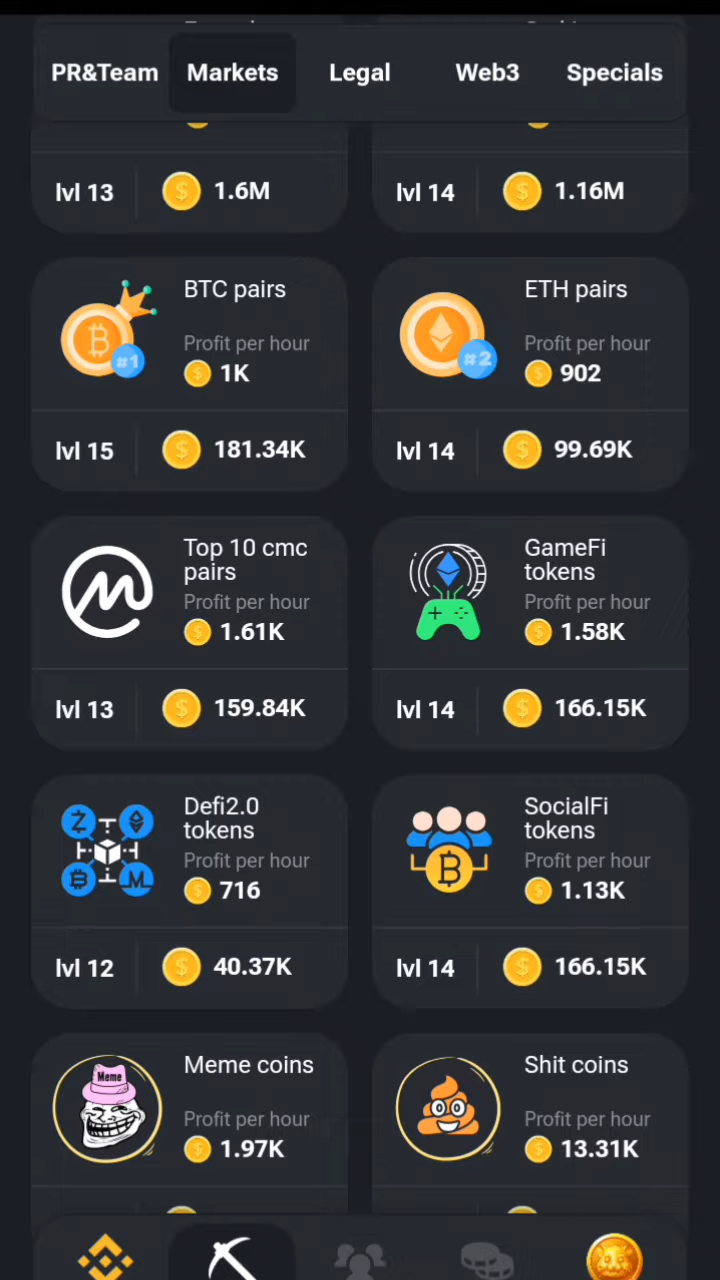 PR&Team Markets Legal Web3 Specials
lvl 13 1.6M lvl 14 1.16M
BTC pairs ETH pairs
#1 #2
Profit per hour Profit per hour
1K 902
lvl 15 181.34K lvl 14 99.69K
Top 10 cmc pairs GameFi tokens
Profit per hour Profit per hour
1.61K 1.58K
lvl 13 159.84K lvl 14 166.15K
Defi2.0 tokens SocialFi tokens
Profit per hour Profit per hour
716 1.13K
lvl 12 40.37K lvl 14 166.15K
Meme coins Shit coins
Meme
Profit per hour Profit per hour
1.97K 13.31K